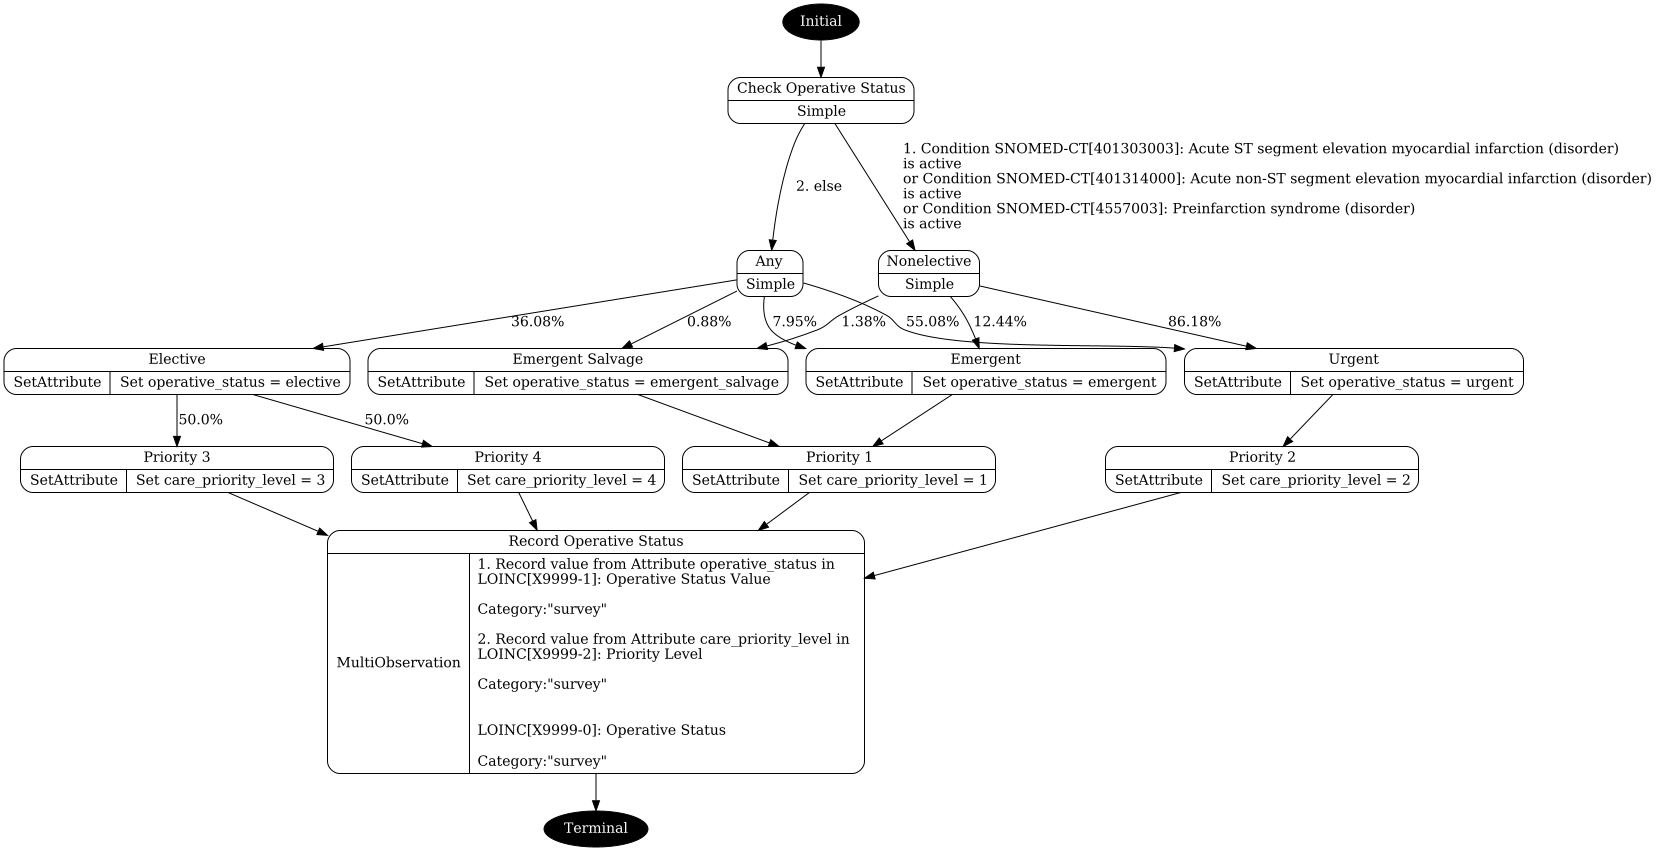 Initial
Check Operative Status
Simple
1. Condition SNOMED-CT[401303003]: Acute ST segment elevation myocardial infarction (disorder)
is active
or Condition SNOMED-CT[401314000]: Acute non-ST segment elevation myocardial infarction (disorder)
is active
or Condition SNOMED-CT[4557003]: Preinfarction syndrome (disorder)
is active
2. else
Any
Simple
Nonelective
Simple
36.08%
0.88%
7.95%
1.38%
55.08%
12.44%
86.18%
Elective
SetAttribute
Set operative_status = elective
Emergent Salvage
SetAttribute
Set operative_status = emergent_salvage
Emergent
SetAttribute
Set operative_status = emergent
Urgent
SetAttribute
Set operative_status = urgent
50.0%
50.0%
Priority 3
SetAttribute
Set care_priority_level = 3
Priority 4
SetAttribute
Set care_priority_level = 4
Priority 1
SetAttribute
Set care_priority_level = 1
Priority 2
SetAttribute
Set care_priority_level = 2
Record Operative Status
MultiObservation
1. Record value from Attribute operative_status in
LOINC[X9999-1]: Operative Status Value
Category:"survey"
2. Record value from Attribute care_priority_level in
LOINC[X9999-2]: Priority Level
Category:"survey"
LOINC[X9999-0]: Operative Status
Category:"survey"
Terminal